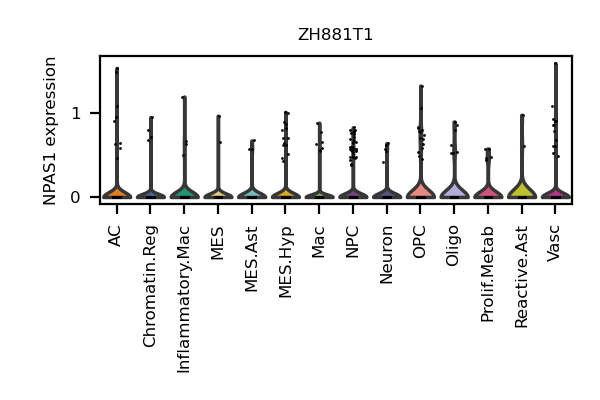 ZH881T1
NPAS1 expression
1
0
AC
Chromatin.Reg
Inflammatory.Mac
MES
MES.Ast
MES.Hyp
Mac
NPC
Neuron
OPC
Oligo
Prolif.Metab
Reactive.Ast
Vasc